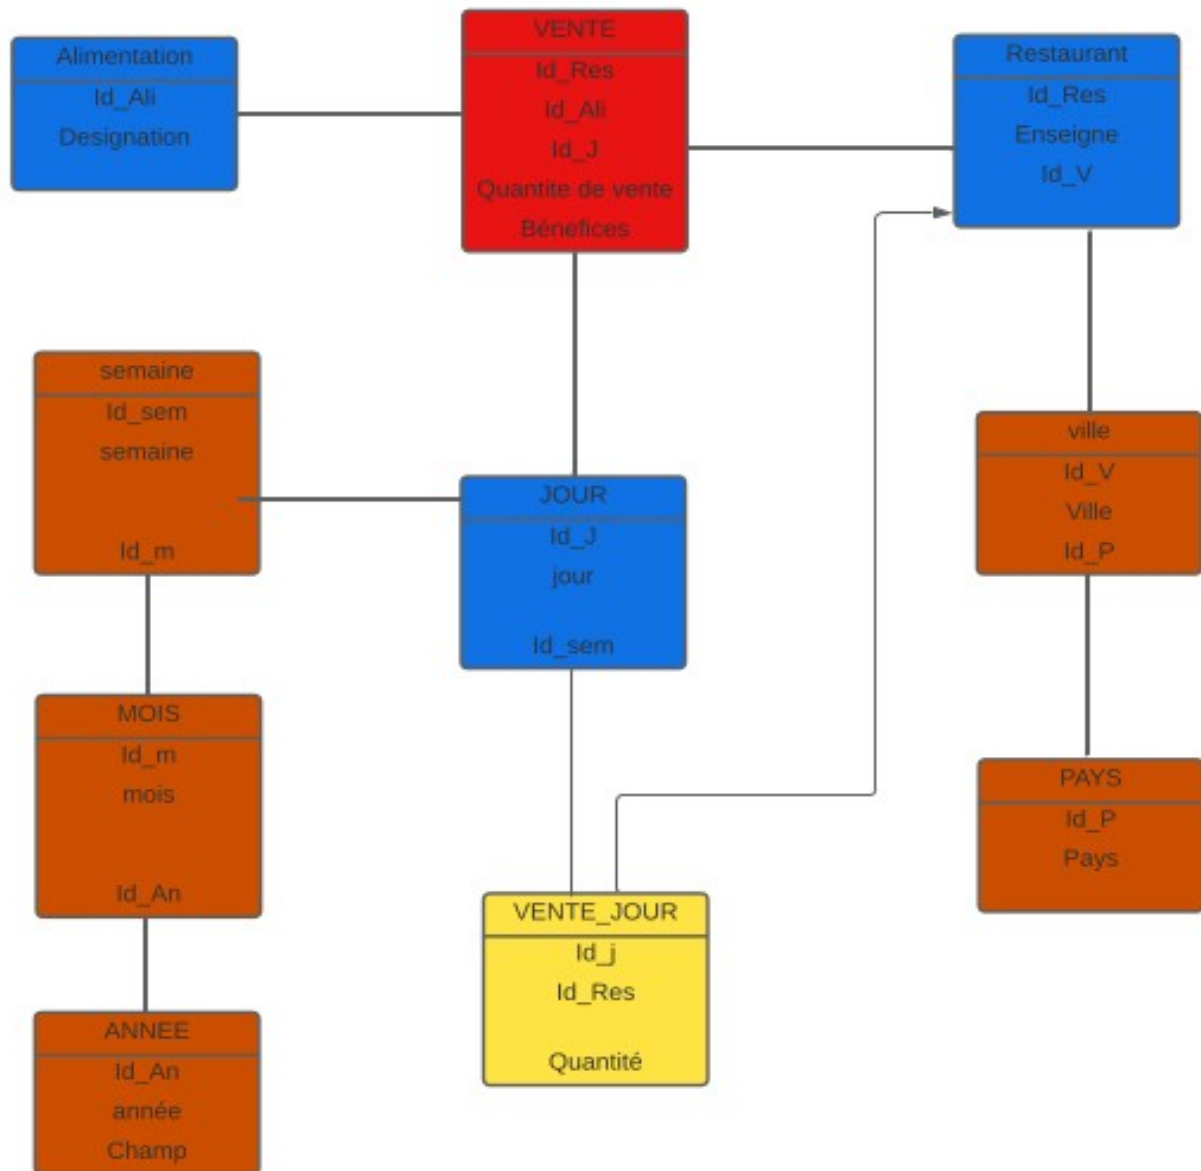 Alimentation
Id_Ali
Designation
VENTE
Id_Res
Id_Ali
Id_J
Quantite de vente
Bénefices
Restaurant
Id_Res
Enseigne
Id_V
semaine
Id_sem
semaine
Id_m
JOUR
Id_J
jour
Id_sem
ville
Id_V
Ville
Id_P
MOIS
Id_m
mois
Id_An
PAYS
Id_P
Pays
VENTE_JOUR
Id_j
Id_Res
Quantité
ANNEE
Id_An
année
Champ